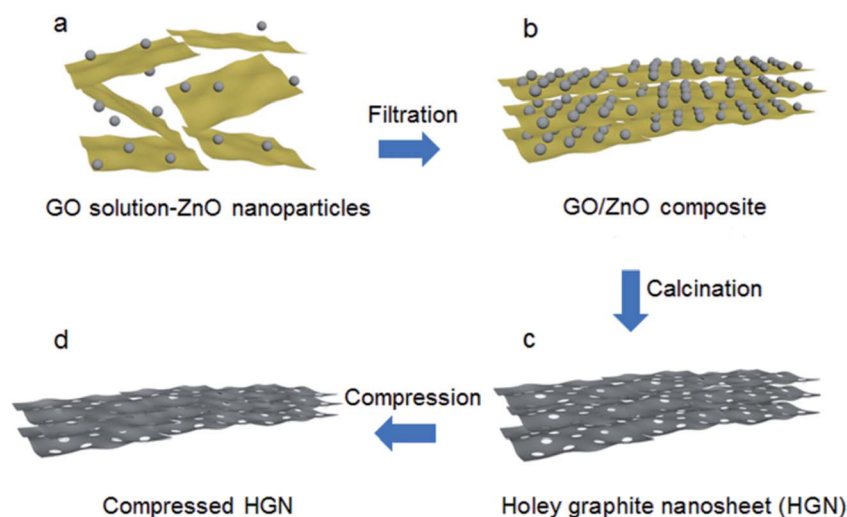 a
b
Filtration
GO solution-ZnO nanoparticles
GO/ZnO composite
Calcination
d
c
Compression
Compressed HGN
Holey graphite nanosheet (HGN)